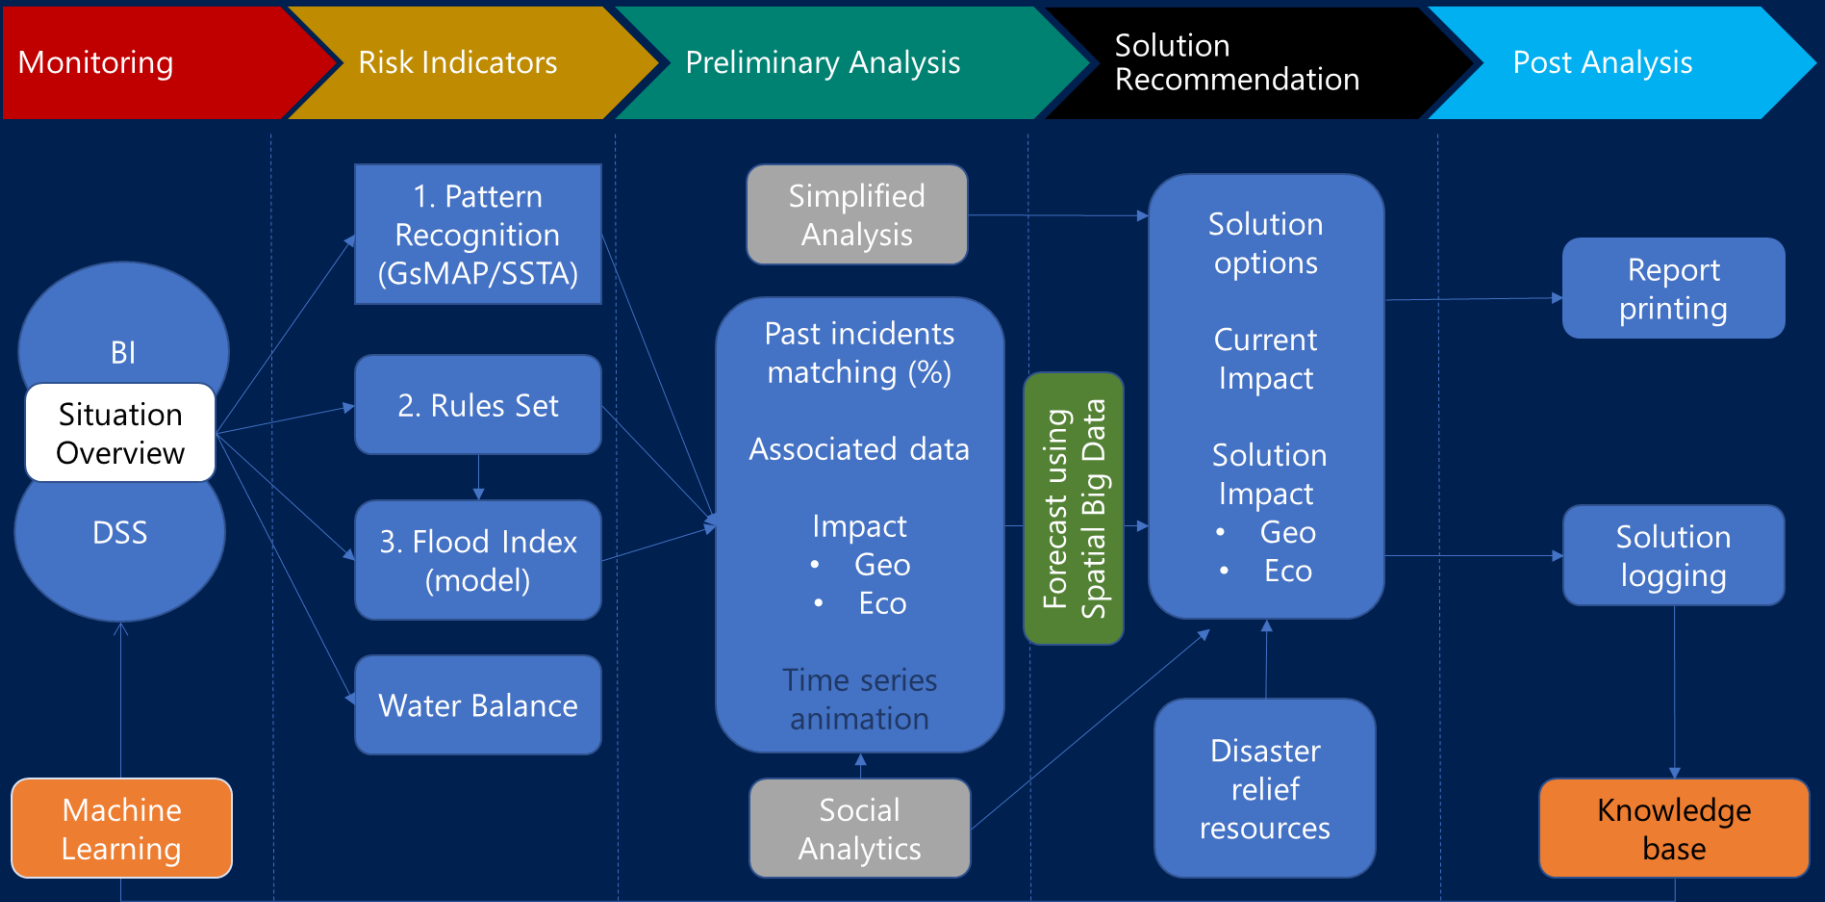 Monitoring
Risk Indicators
Preliminary Analysis
Solution
Recommendation
Post Analysis
BI
Situation
Overview
DSS
Machine
Learning
1. Pattern
Recognition
(GsMAP/SSTA)
2. Rules Set
3. Flood Index
(model)
Water Balance
Simplified
Analysis
Past incidents
matching (%)
Associated data
Impact
• Geo
• Eco
Time series
animation
Social
Analytics
Forecast using
Spatial Big Data
Solution
options
Current
Impact
Solution
Impact
• Geo
• Eco
Disaster
relief
resources
Report
printing
Solution
logging
Knowledge
base